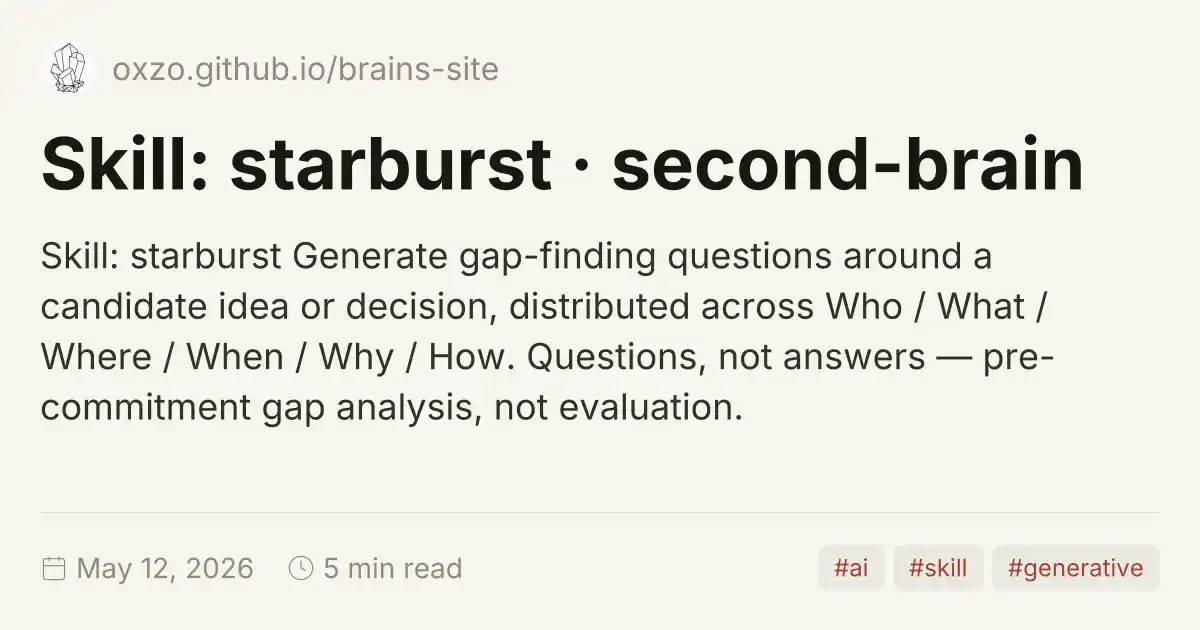 oxzo.github.io/brains-site
Skill: starburst · second-brain
Skill: starburst Generate gap-finding questions around a
candidate idea or decision, distributed across Who / What /
Where / When / Why / How. Questions, not answers — pre-
commitment gap analysis, not evaluation.
May 12, 2026 5 min read #ai #skill #generative